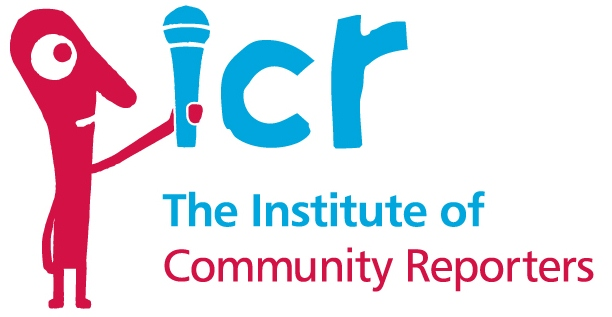 icr
The Institute of
Community Reporters